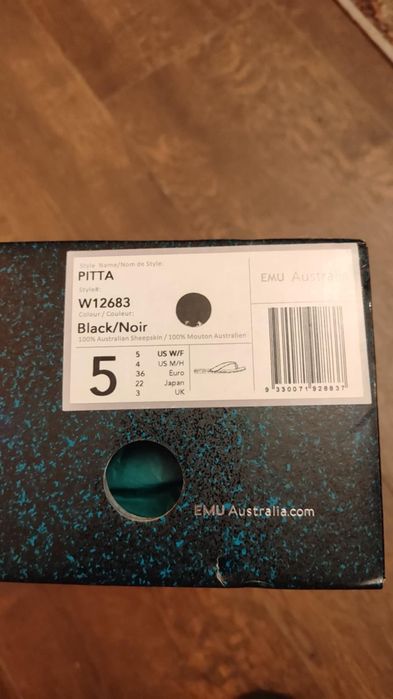 Style Name/Nom de Style:
PITTA
Style#:
W12683
Colour / Couleur:
Black/Noir
100% Australian Sheepskin / 100% Mouton Australien
5
5 US W/F
4 US M/H
36 Euro
22 Japan
3 UK
EMU Australia
9 330071 928837
EMU Australia.com